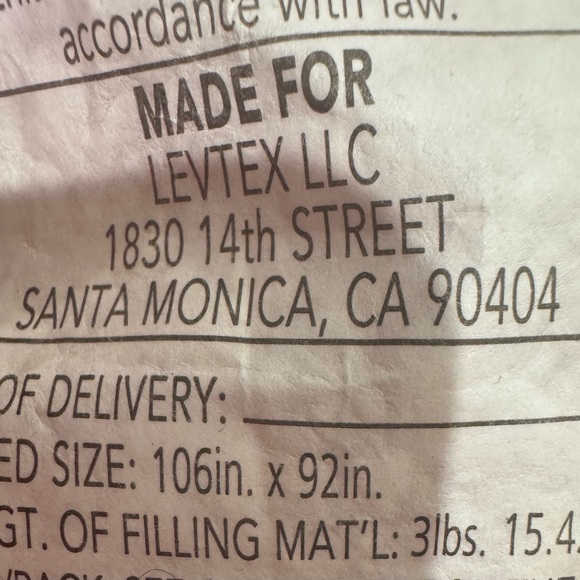 accordance with law.
MADE FOR
LEVTEX LLC
1830 14th STREET
SANTA MONICA, CA 90404
OF DELIVERY:
ED SIZE: 106in. x 92in.
GT. OF FILLING MAT'L: 3lbs. 15.4